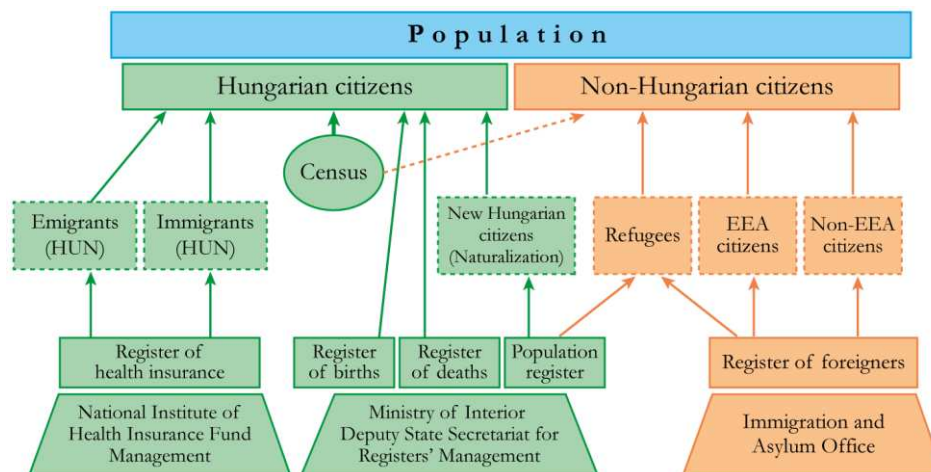 Population
Hungarian citizens
Non-Hungarian citizens
Census
Emigrants
(HUN)
Immigrants
(HUN)
New Hungarian
citizens
(Naturalization)
Refugees
EEA
citizens
Non-EEA
citizens
Register of
health insurance
Register
of births
Register
of deaths
Population
register
Register of foreigners
National Institute of
Health Insurance Fund
Management
Ministry of Interior
Deputy State Secretariat for
Registers' Management
Immigration and
Asylum Office